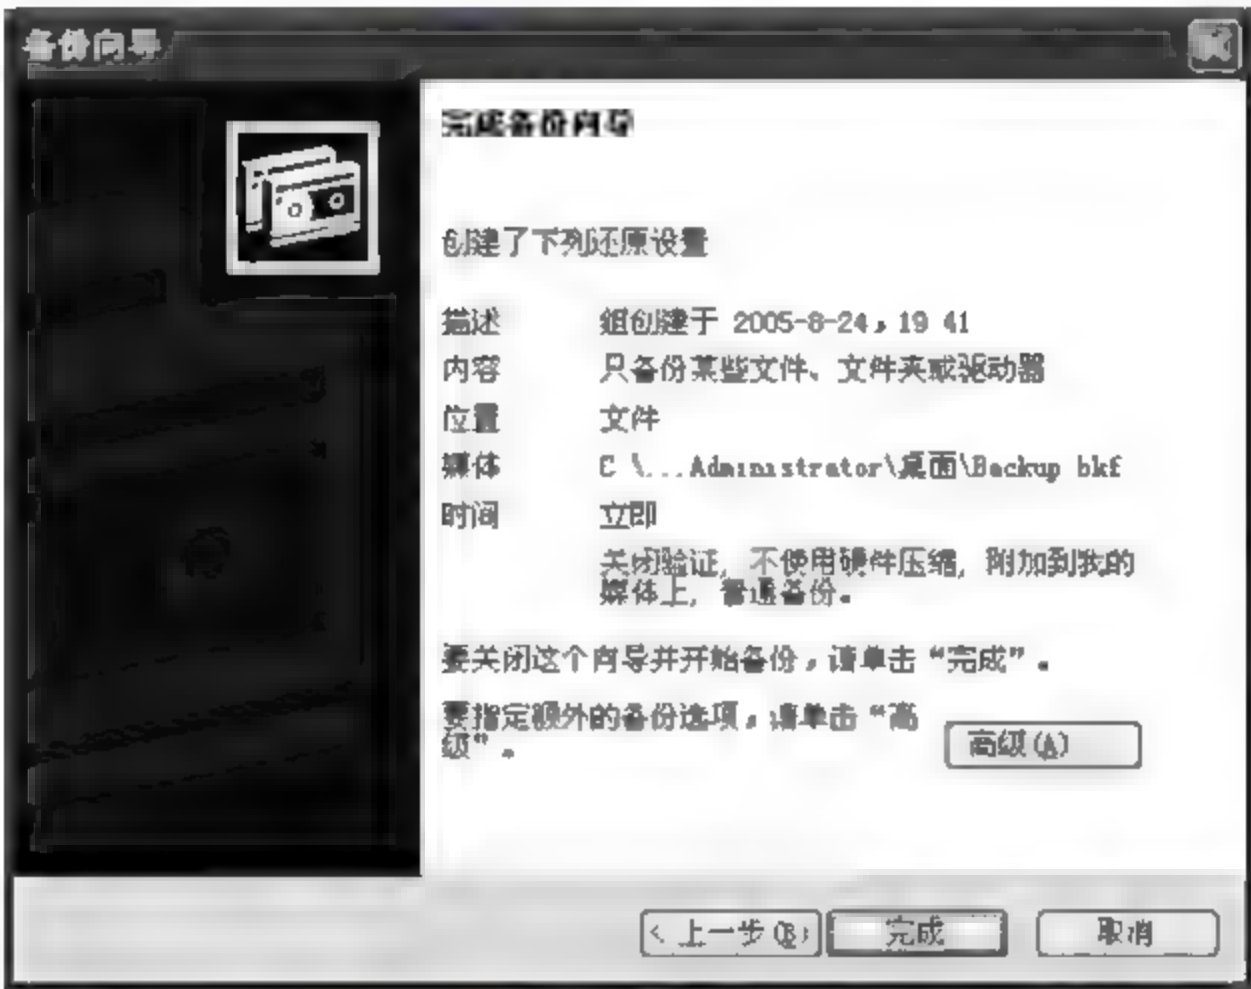 备份向导
完成备份向导
创建了下列还原设置
描述 组创建于 2005-8-24，19 41
内容 只备份某些文件、文件夹或驱动器
位置 文件
媒体 C \...Administrator\桌面\Backup bkf
时间 立即
关闭验证, 不使用硬件压缩, 附加到我的
媒体上, 普通备份。
要关闭这个向导并开始备份，请单击“完成”。
要指定额外的备份选项，请单击“高
级”。
高级(A)
< 上一步(B) 完成 取消